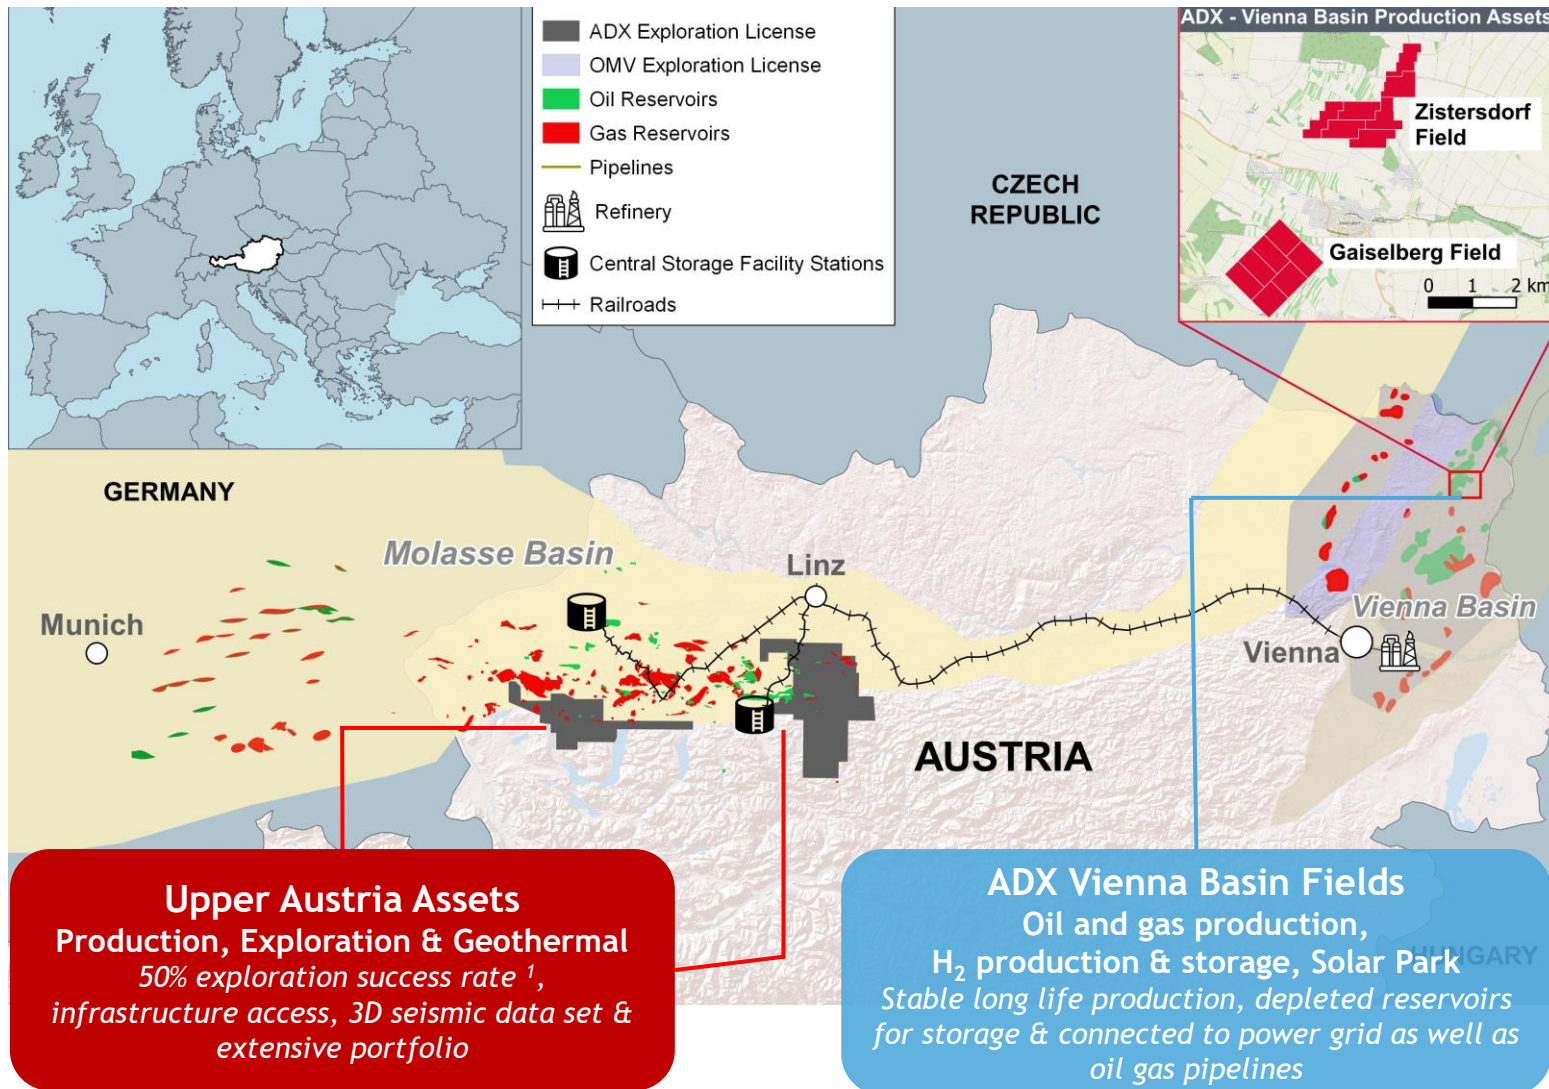 ADX Exploration License
OMV Exploration License
Oil Reservoirs
Gas Reservoirs
Pipelines
Refinery
Central Storage Facility Stations
Railroads
ADX - Vienna Basin Production Assets
Zistersdorf
Field
Gaiselberg Field
0 1 2 km
CZECH
REPUBLIC
GERMANY
Molasse Basin
Linz
Munich
Vienna Basin
Vienna
AUSTRIA
HUNGARY
Upper Austria Assets
Production, Exploration & Geothermal
50% exploration success rate ¹,
infrastructure access, 3D seismic data set &
extensive portfolio
ADX Vienna Basin Fields
Oil and gas production,
H₂ production & storage, Solar Park
Stable long life production, depleted reservoirs
for storage & connected to power grid as well as
oil gas pipelines